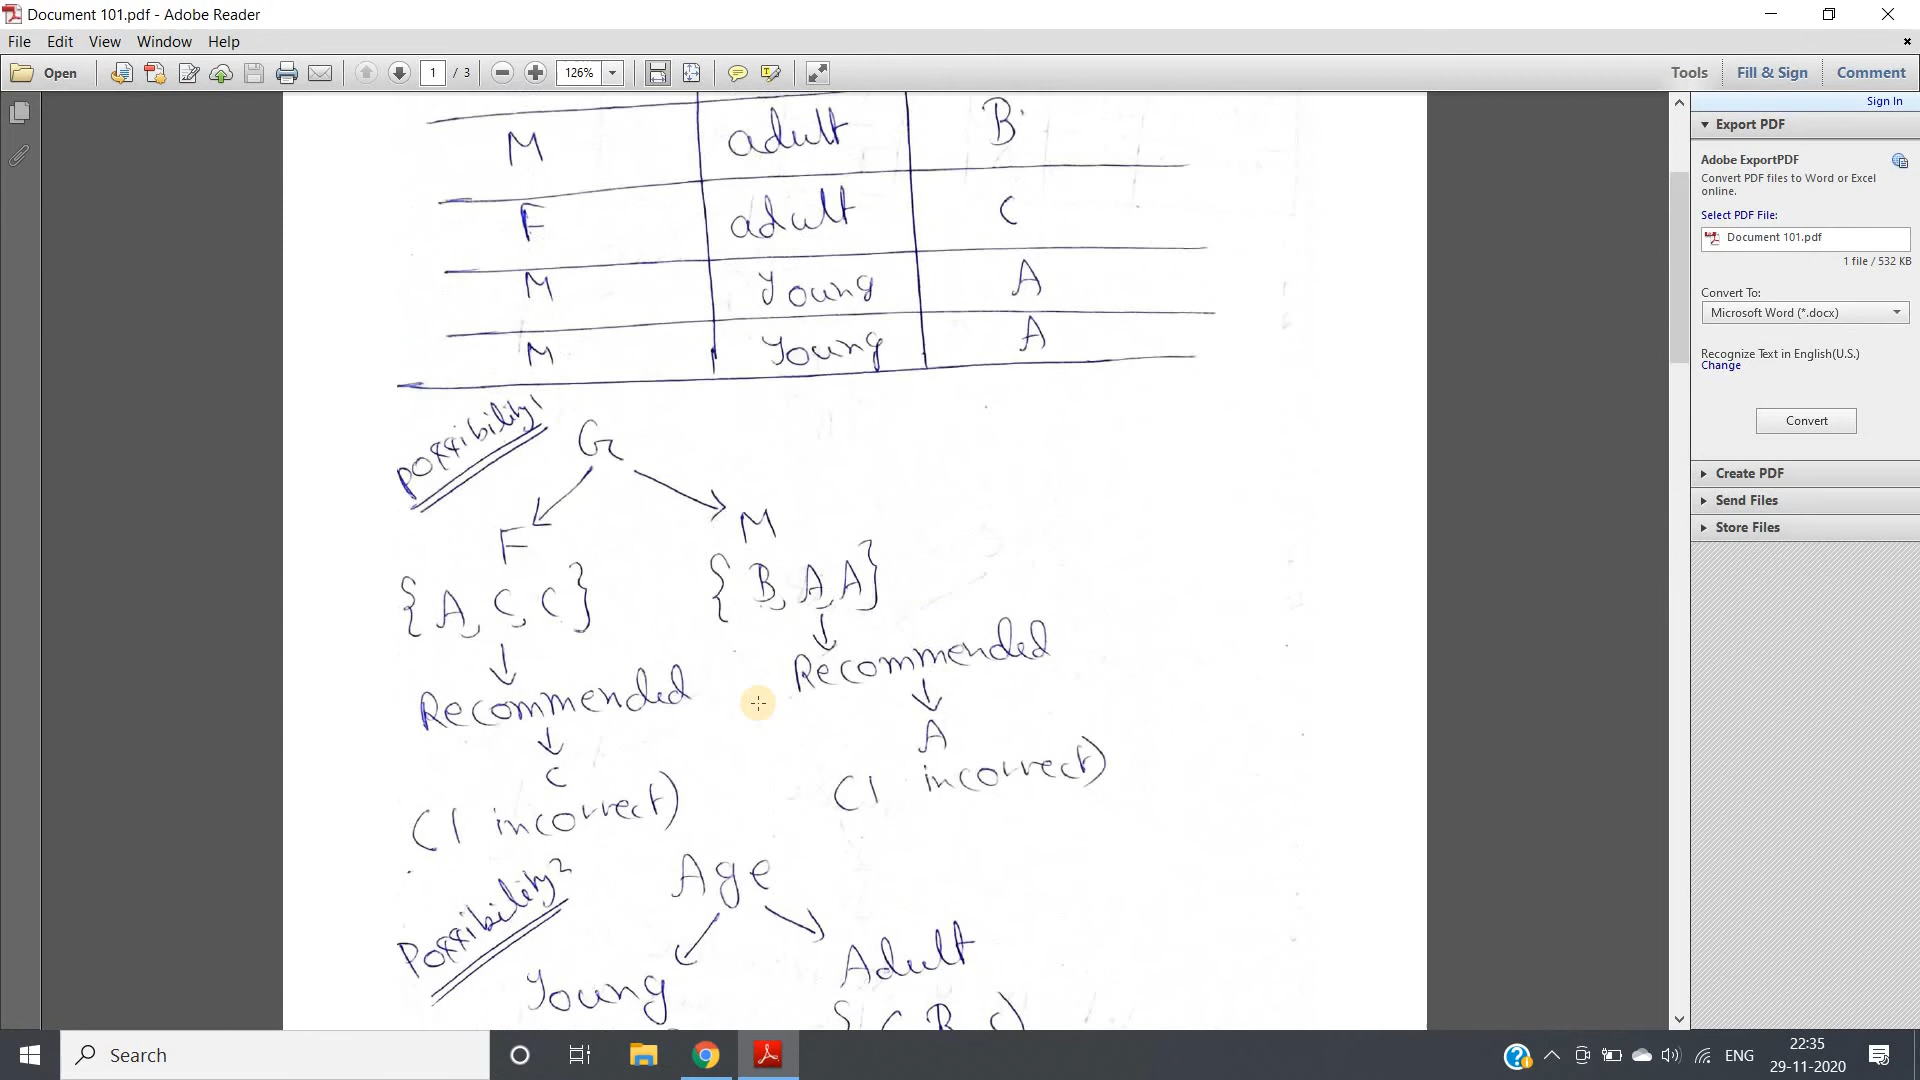 Document 101.pdf - Adobe Reader
File Edit View Window Help
Open 1 / 3 126% Tools Fill & Sign Comment
Sign In
Export PDF
Adobe ExportPDF
Convert PDF files to Word or Excel
online.
Select PDF File:
Document 101.pdf
1 file / 532 KB
Convert To:
Microsoft Word (*.docx)
Recognize Text in English(U.S.)
Change
Convert
Create PDF
Send Files
Store Files
M adult B
F adult C
M Young A
M Young A
possibility1
G
F M
{A, C, C} {B, A, A}
Recommended Recommended
C A
(1 incorrect) (1 incorrect)
Possibility2
Age
Young Adult
{C B C}
Search
ENG
22:35
29-11-2020